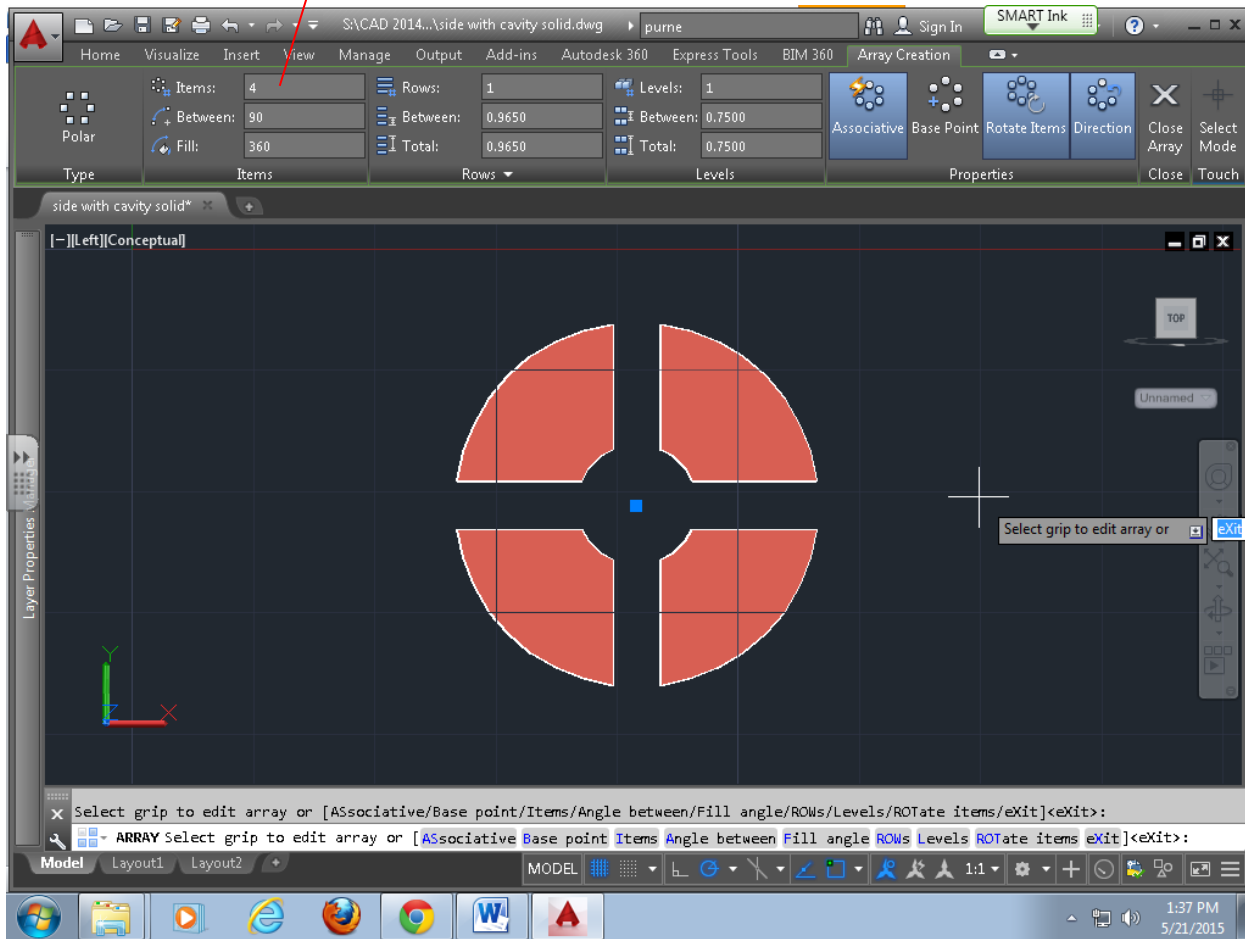 S:\CAD 2014...\side with cavity solid.dwg purne Sign In SMART Ink
Home Visualize Insert View Manage Output Add-ins Autodesk 360 Express Tools BIM 360 Array Creation
Items: 4 Rows: 1 Levels: 1
Between: 90 Between: 0.9650 Between: 0.7500
Fill: 360 Total: 0.9650 Total: 0.7500
Polar Associative Base Point Rotate Items Direction Close Array Select Mode
Type Items Rows Levels Properties Close Touch
side with cavity solid*
[−][Left][Conceptual]
TOP
Unnamed
Select grip to edit array or eXit
Layer Properties Manager
Y
Z X
Select grip to edit array or [ASsociative/Base point/Items/Angle between/Fill angle/ROWs/Levels/ROTate items/eXit]<eXit>:
ARRAY Select grip to edit array or [ASsociative Base point Items Angle between Fill angle ROWs Levels ROTate items eXit]<eXit>:
Model Layout1 Layout2 +
MODEL 1:1
1:37 PM
5/21/2015